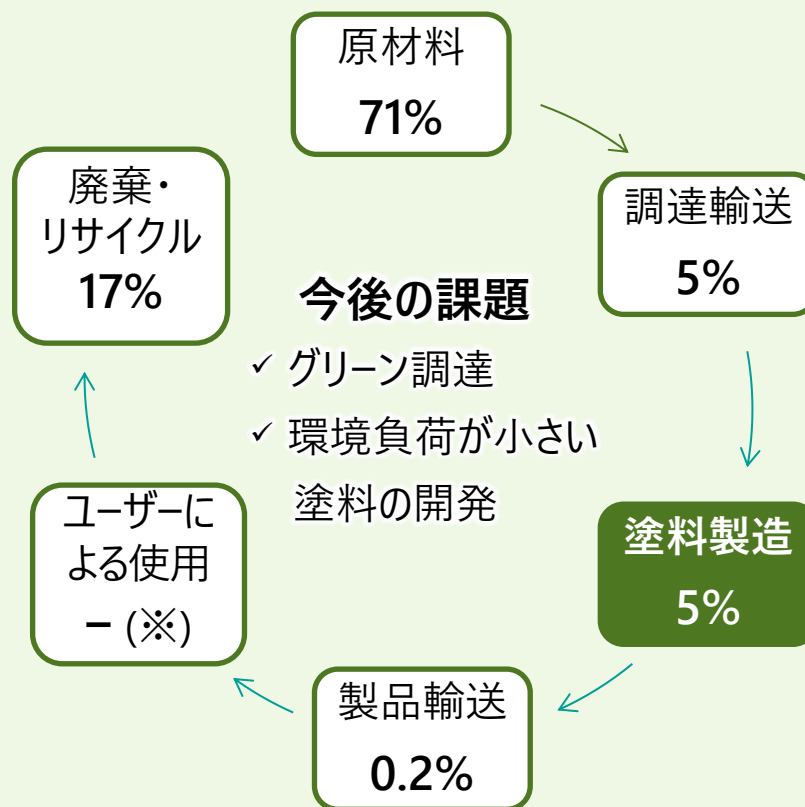 原材料
71%
調達輸送
5%
塗料製造
5%
製品輸送
0.2%
ユーザーに
よる使用
– (※)
廃棄・
リサイクル
17%
今後の課題
✓ グリーン調達
✓ 環境負荷が小さい
塗料の開発